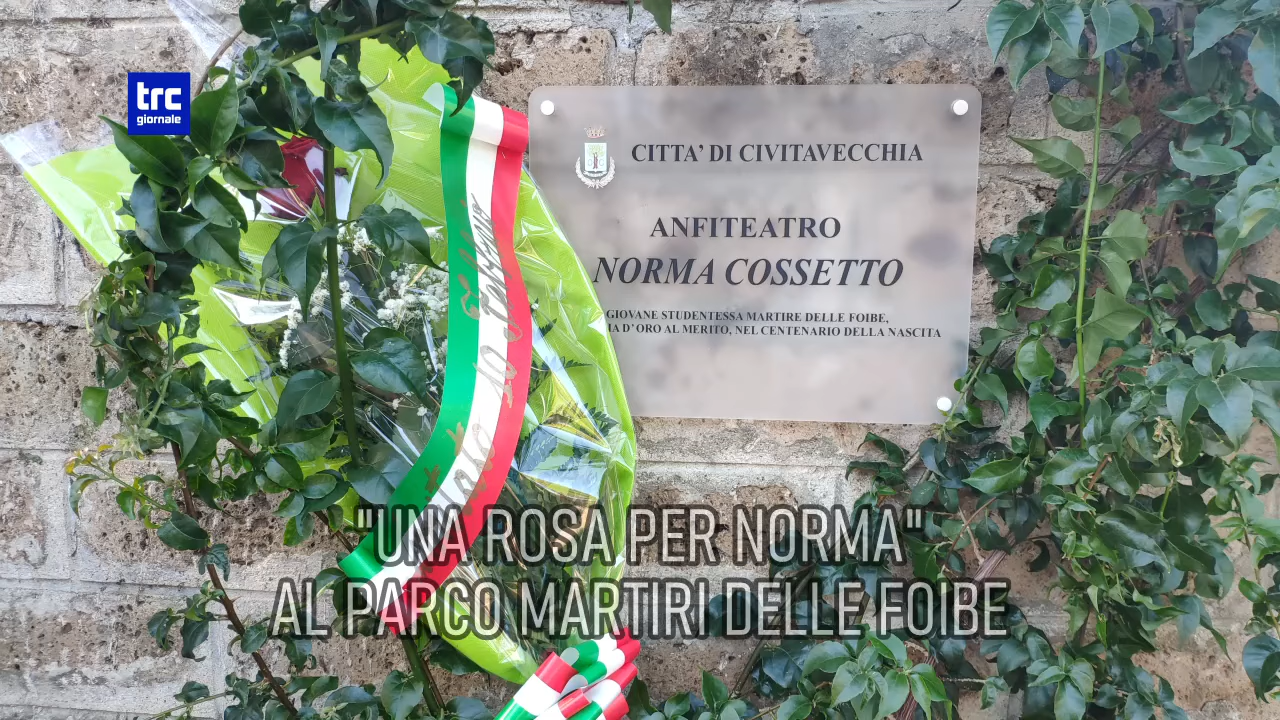 trc
giornale
CITTA' DI CIVITAVECCHIA
ANFITEATRO
NORMA COSSETTO
GIOVANE STUDENTESSA MARTIRE DELLE FOIBE,
D'ORO AL MERITO, NEL CENTENARIO DELLA NASCITA
"UNA ROSA PER NORMA"
AL PARCO MARTIRI DELLE FOIBE